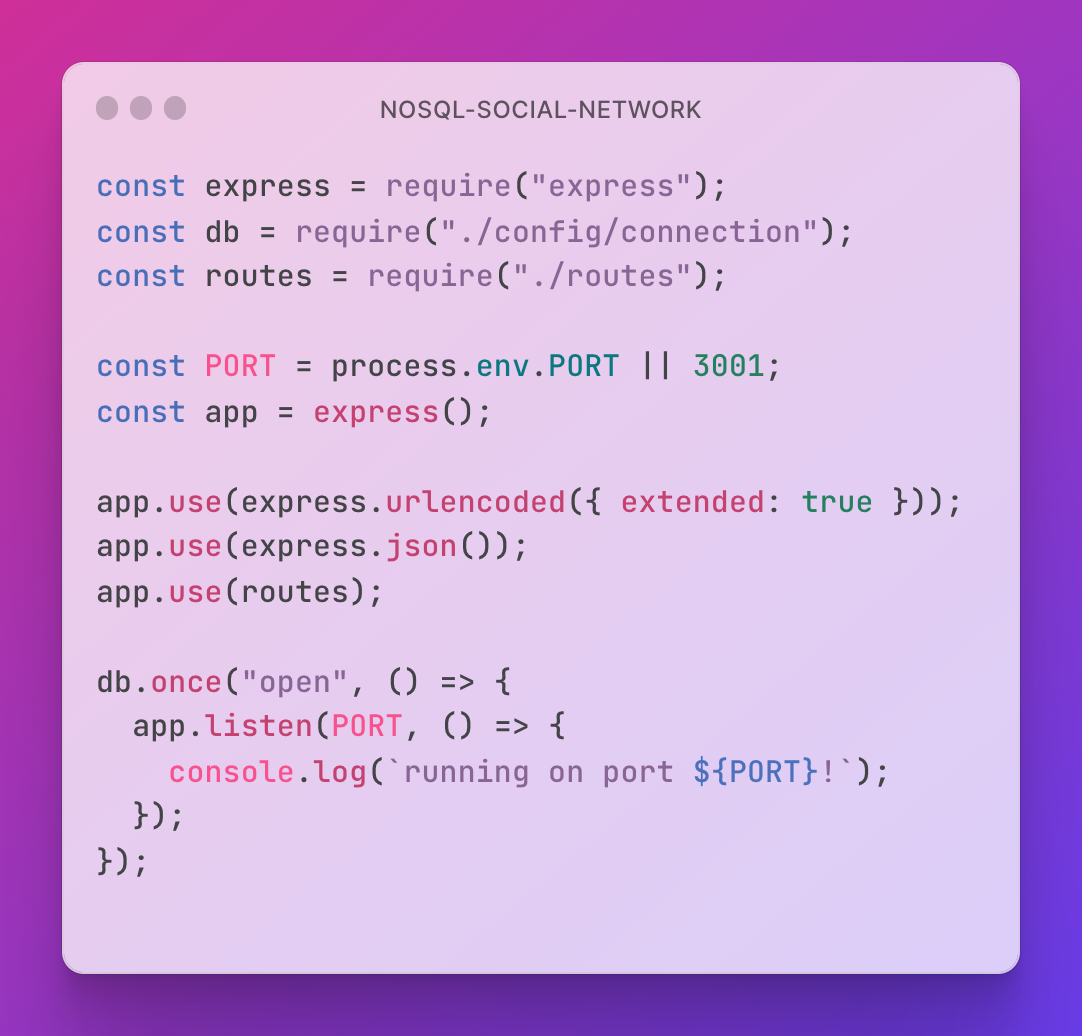 NOSQL-SOCIAL-NETWORK
const express = require("express");
const db = require("./config/connection");
const routes = require("./routes");
const PORT = process.env.PORT || 3001;
const app = express();
app.use(express.urlencoded({ extended: true }));
app.use(express.json());
app.use(routes);
db.once("open", () => {
  app.listen(PORT, () => {
    console.log(`running on port ${PORT}!`);
  });
});